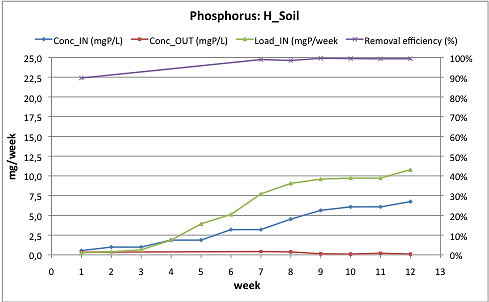 Phosphorus: H_Soil
Conc_IN (mgP/L) Conc_OUT (mgP/L) Load_IN (mgP/week Removal efficiency (%)
25,0 100%
22,5 90%
20,0 80%
17,5 70%
15,0 60%
12,5 50%
10,0 40%
7,5 30%
5,0 20%
2,5 10%
0,0 0%
mg/week
0 1 2 3 4 5 6 7 8 9 10 11 12 13
week